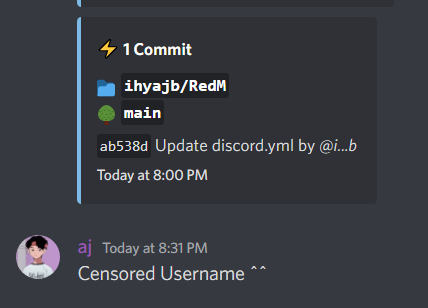 ⚡ 1 Commit
ihyajb/RedM
main
ab538d Update discord.yml by @i...b
Today at 8:00 PM
aj Today at 8:31 PM
Censored Username ^^